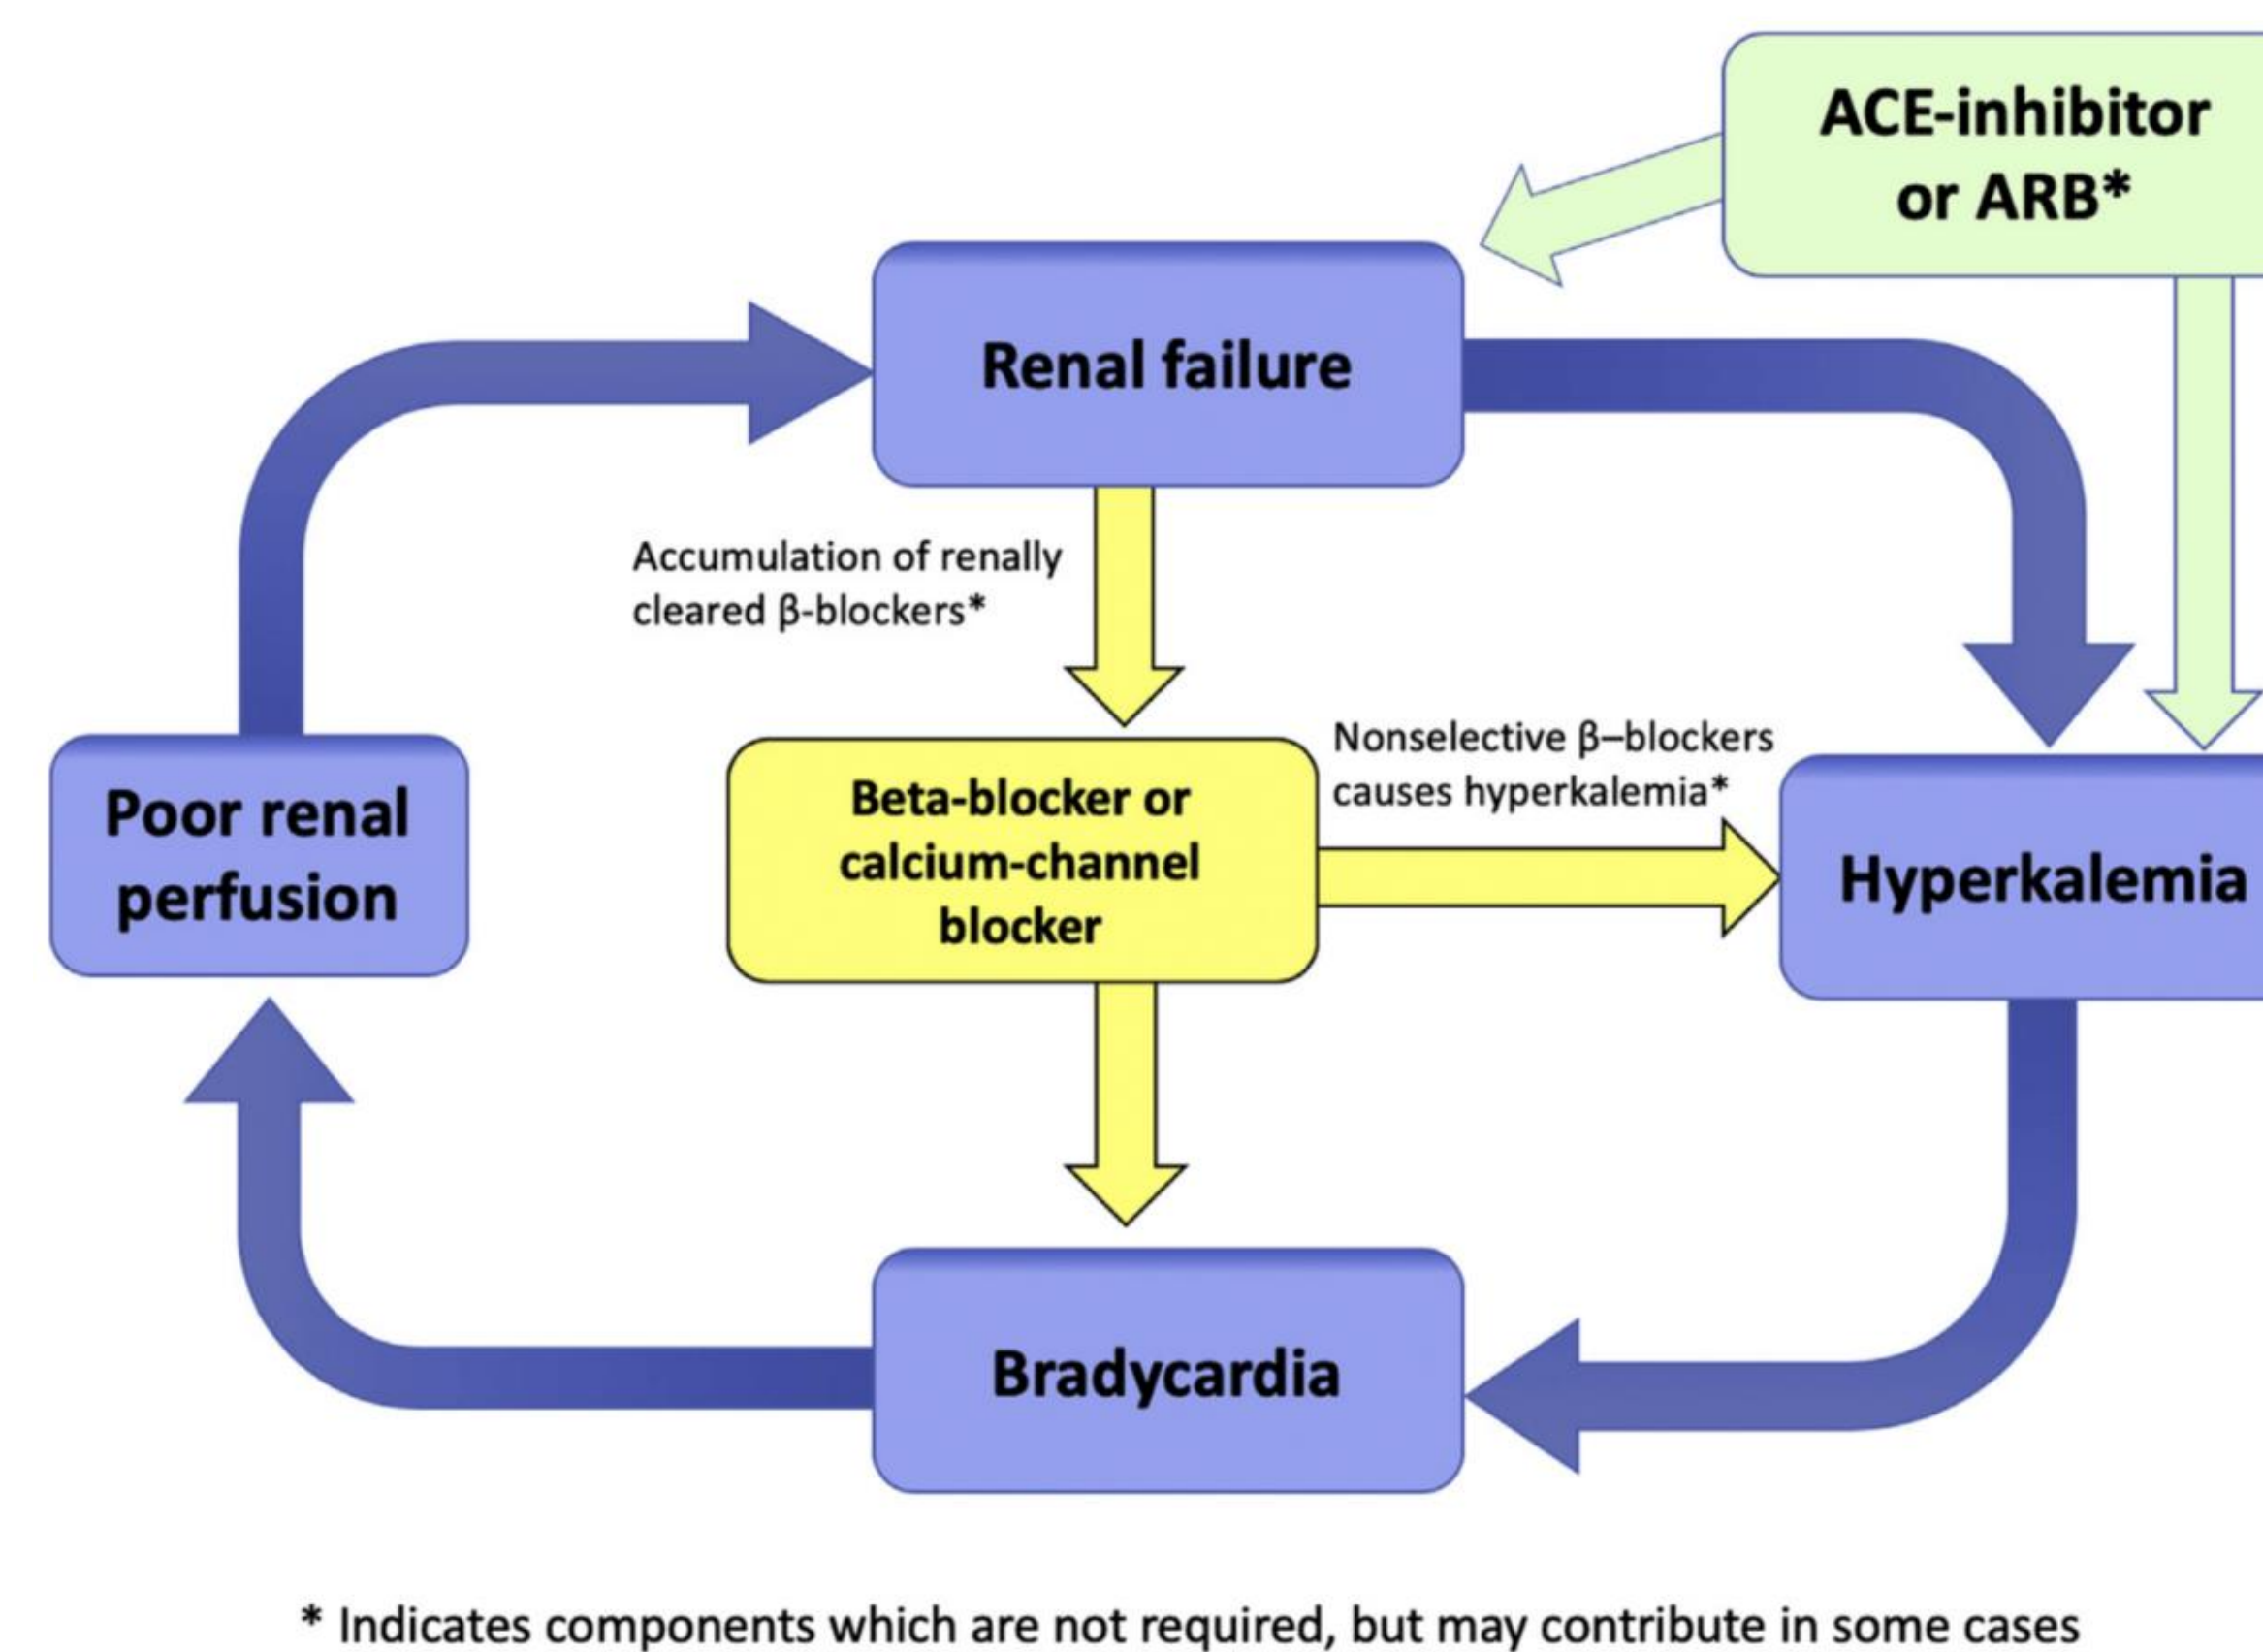 ACE-inhibitor
or ARB*
Renal failure
Accumulation of renally
cleared β-blockers*
Nonselective β–blockers
causes hyperkalemia*
Poor renal
perfusion
Beta-blocker or
calcium-channel
blocker
Hyperkalemia
Bradycardia
* Indicates components which are not required, but may contribute in some cases